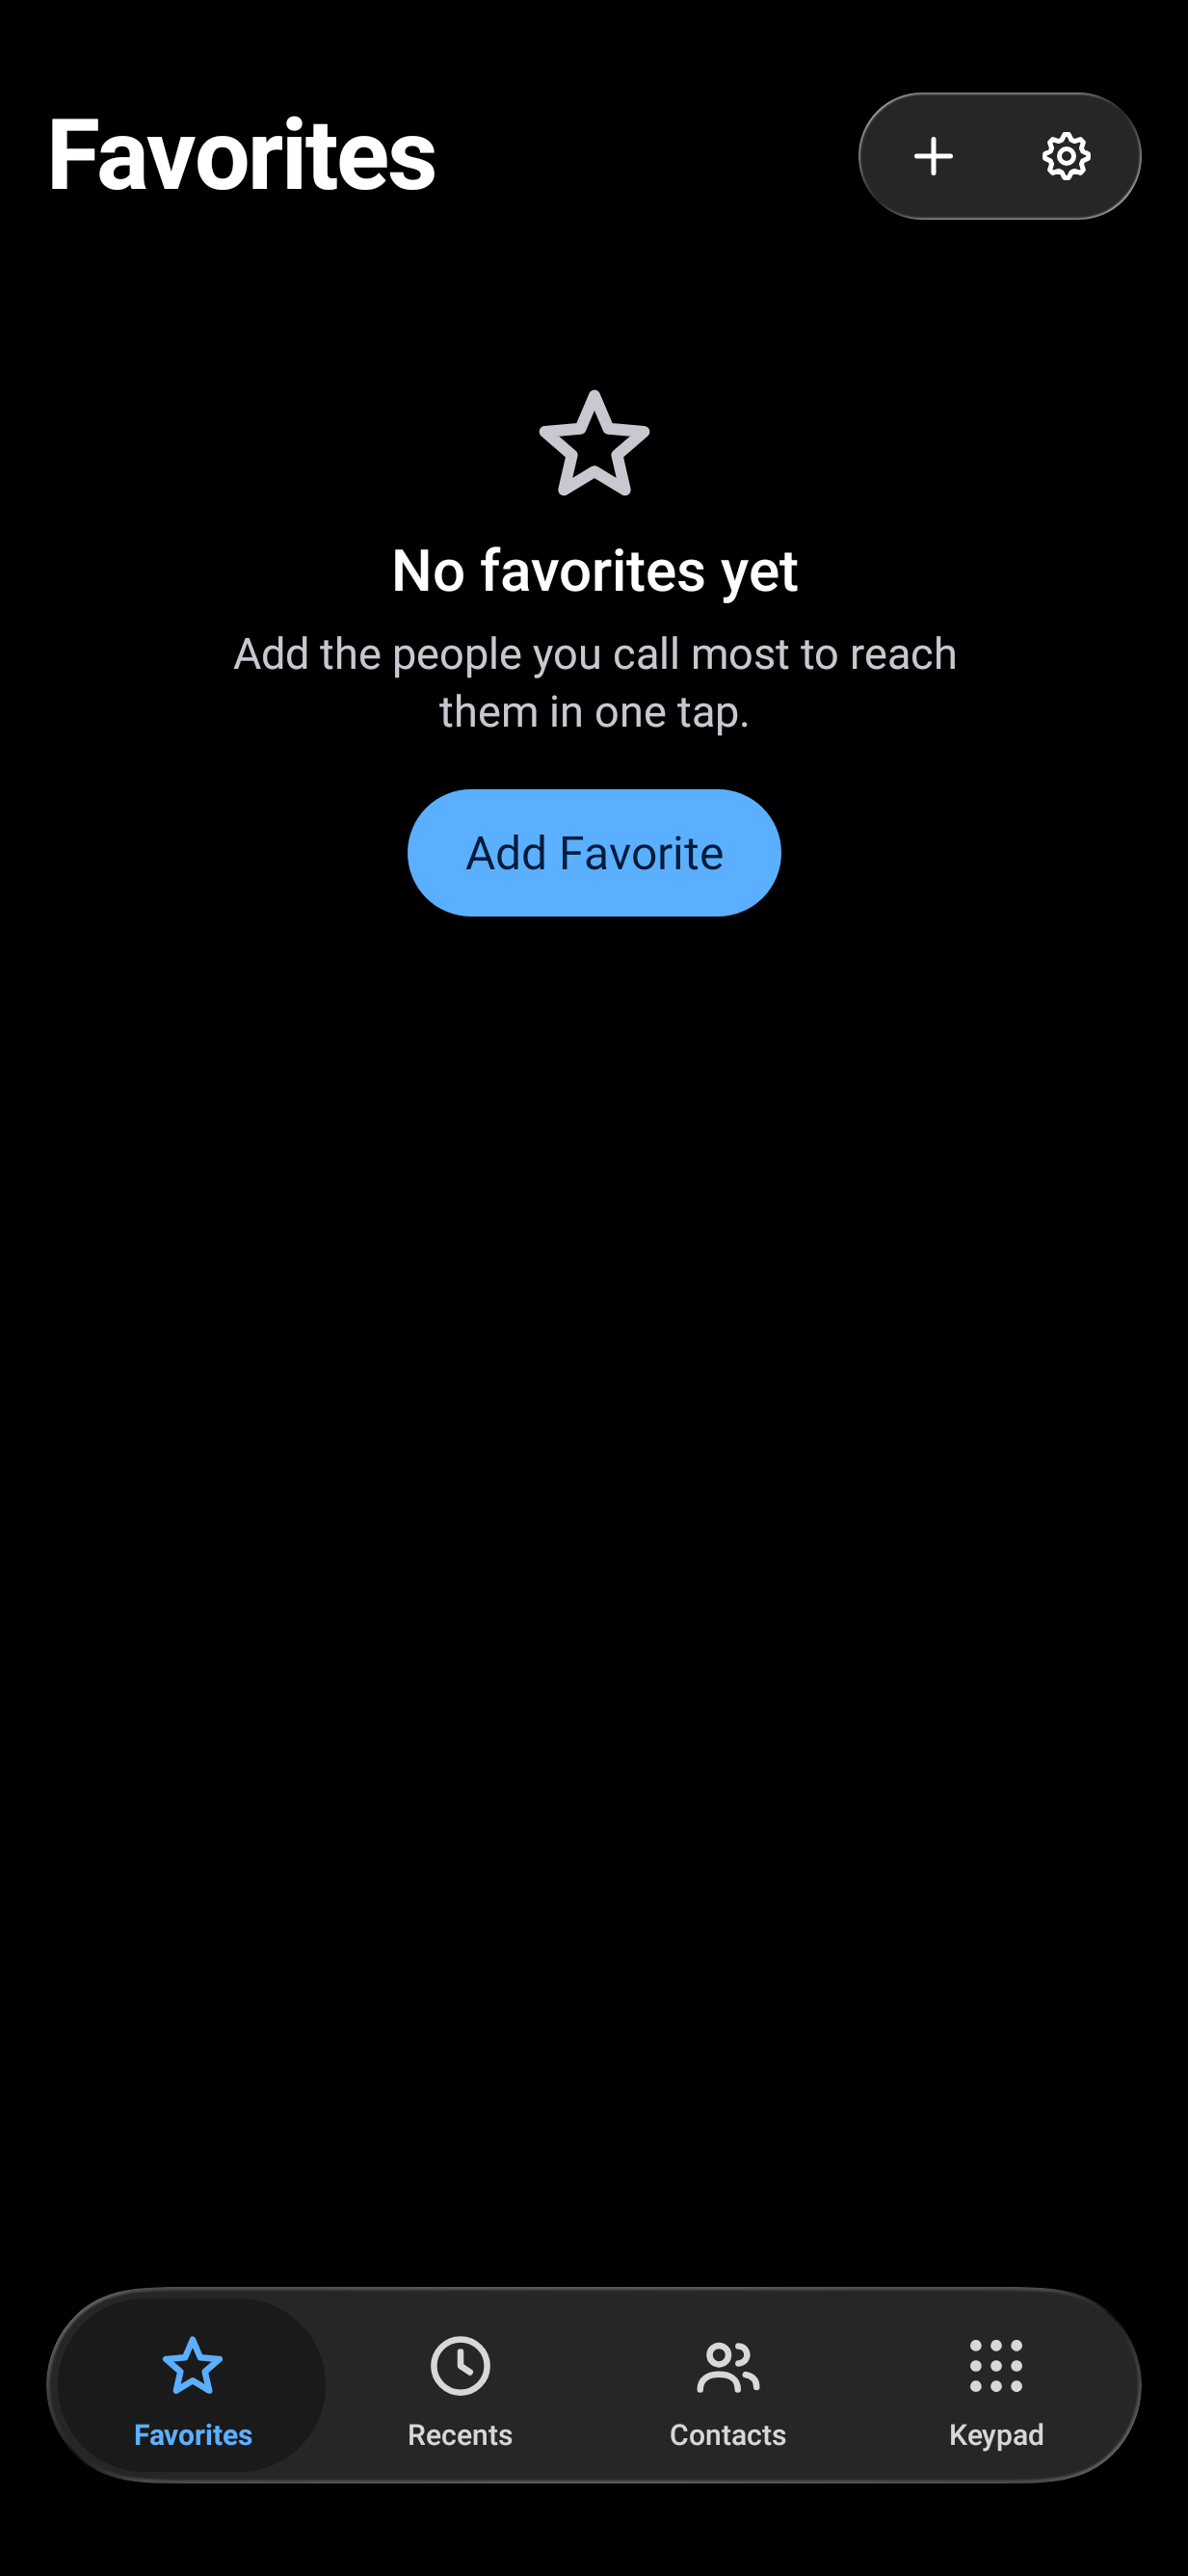 Favorites
No favorites yet
Add the people you call most to reach
them in one tap.
Add Favorite
Favorites
Recents
Contacts
Keypad